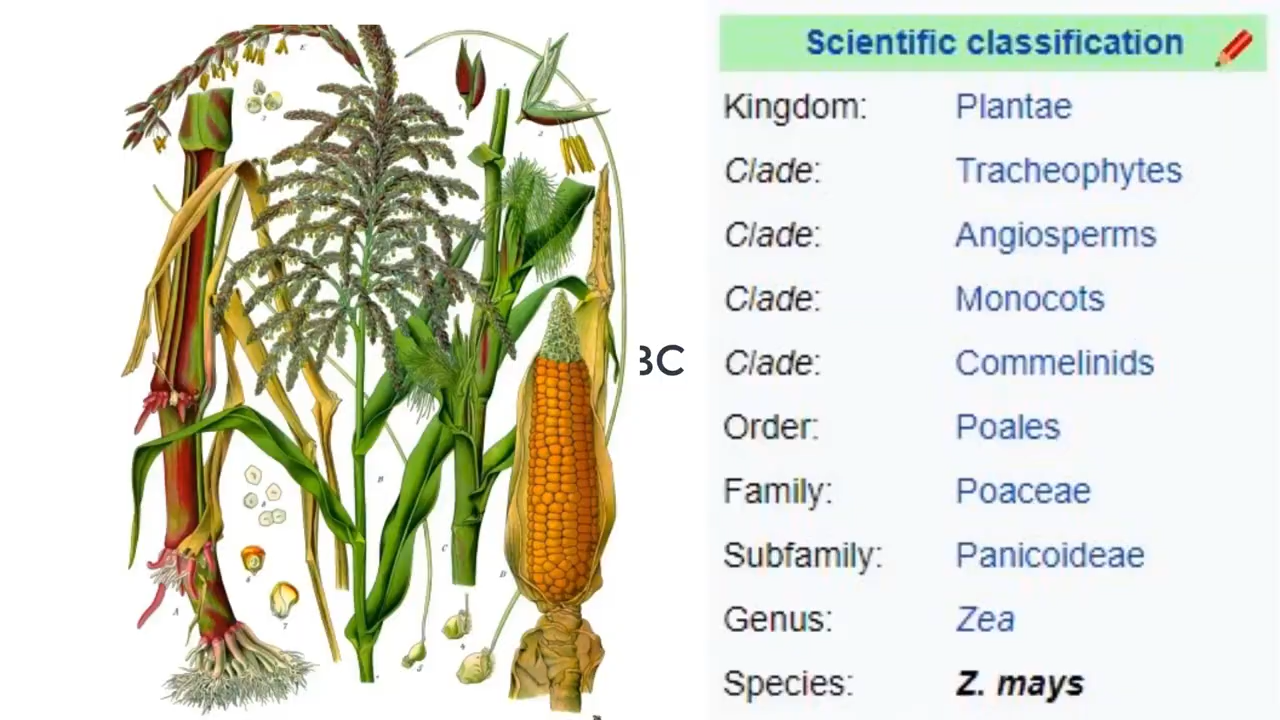 BC
Scientific classification
Kingdom: Plantae
Clade: Tracheophytes
Clade: Angiosperms
Clade: Monocots
Clade: Commelinids
Order: Poales
Family: Poaceae
Subfamily: Panicoideae
Genus: Zea
Species: Z. mays